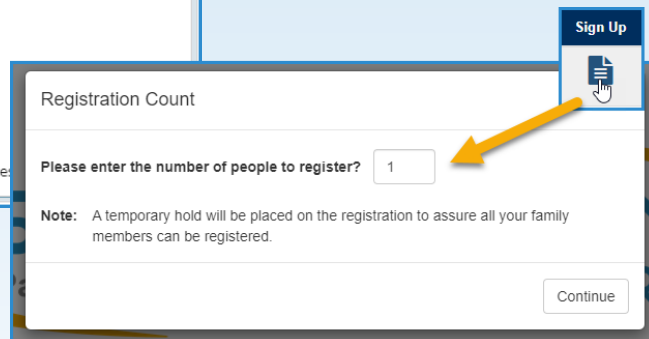 Sign Up
Registration Count
Please enter the number of people to register? 1
Note: A temporary hold will be placed on the registration to assure all your family
members can be registered.
Continue